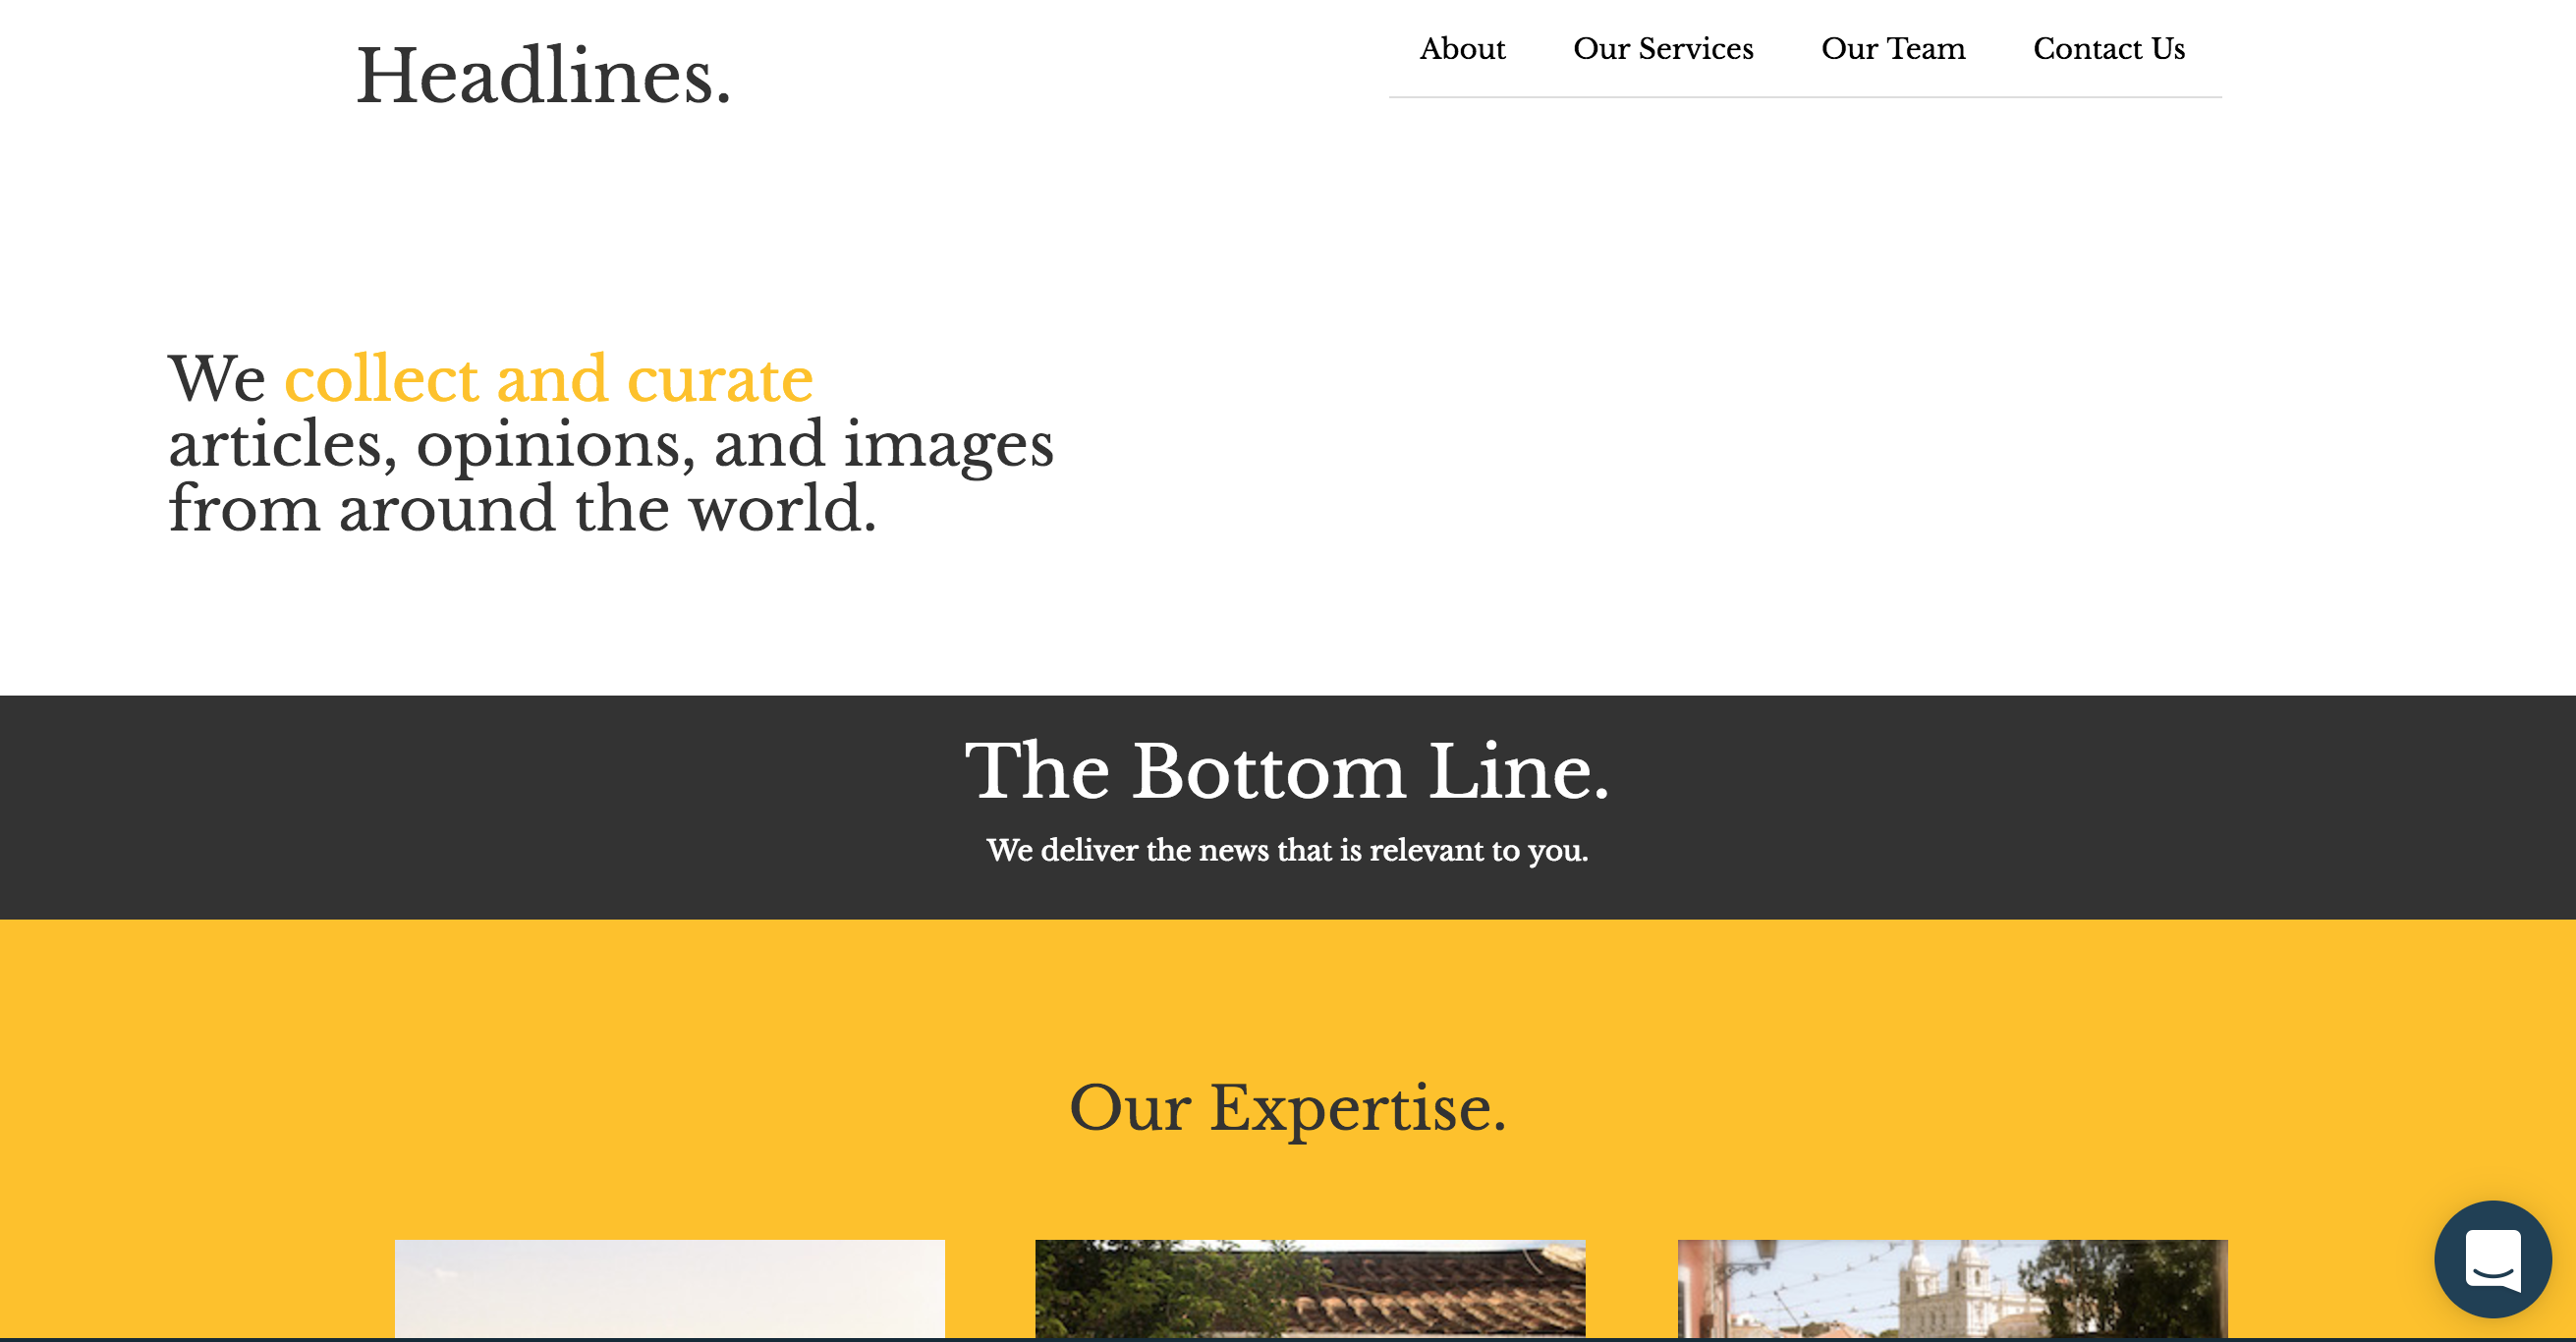 Headlines.
About Our Services Our Team Contact Us
We collect and curate
articles, opinions, and images
from around the world.
The Bottom Line.
We deliver the news that is relevant to you.
Our Expertise.